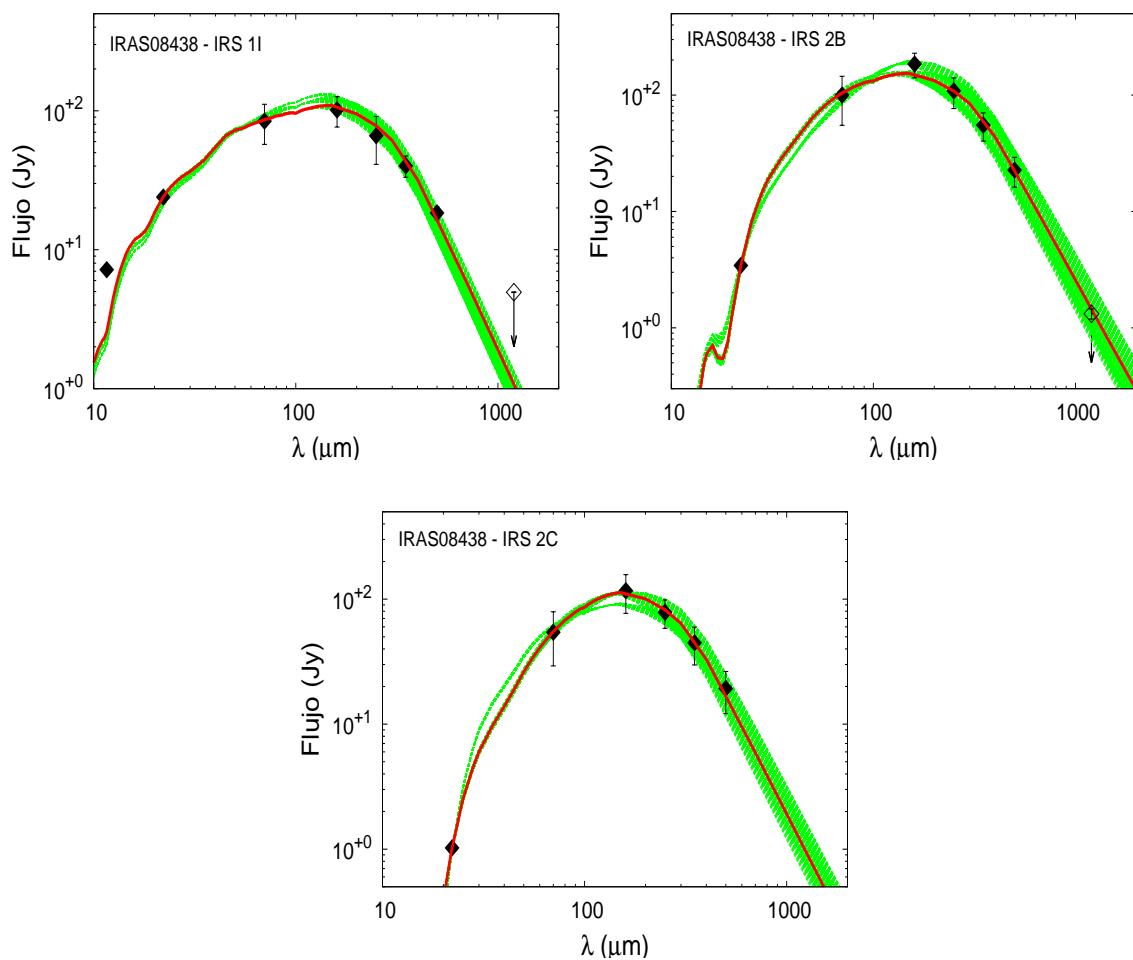 IRAS08438 - IRS 1I
Flujo (Jy)
10+2
10+1
10+0
10 100 1000
λ (μm)
IRAS08438 - IRS 2B
Flujo (Jy)
10+2
10+1
10+0
10 100 1000
λ (μm)
IRAS08438 - IRS 2C
Flujo (Jy)
10+2
10+1
10+0
10 100 1000
λ (μm)